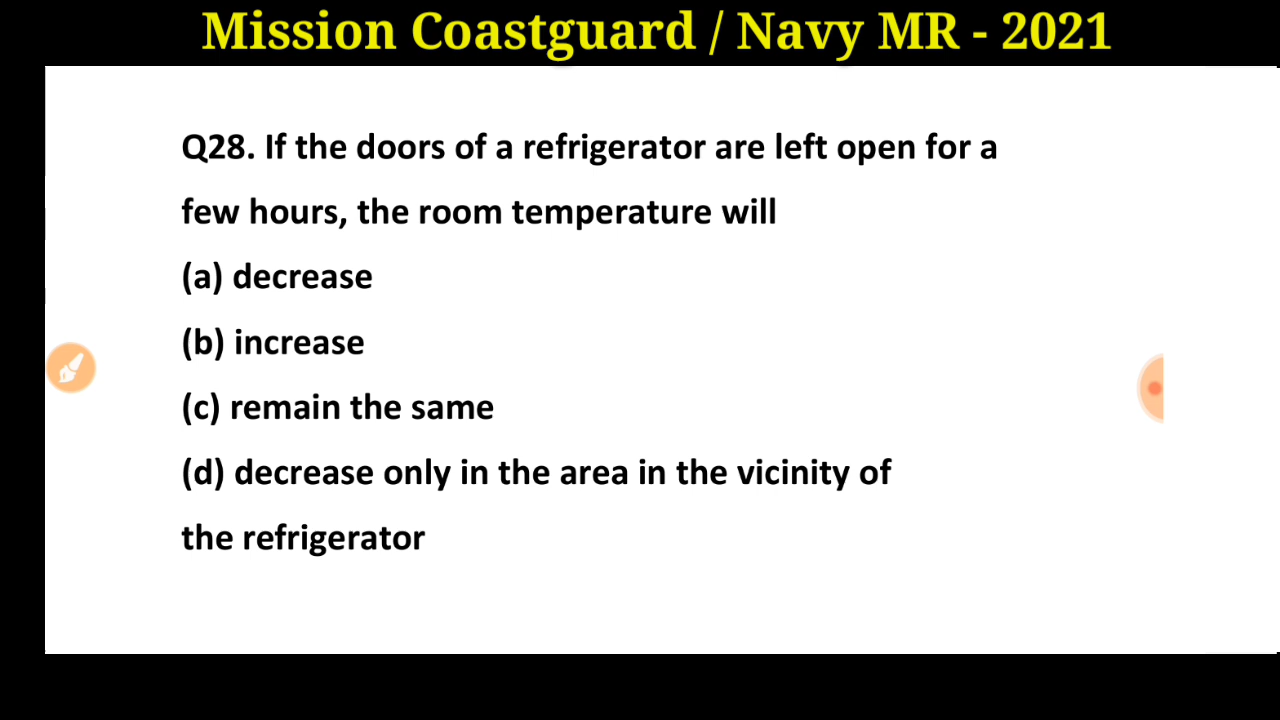 Mission Coastguard / Navy MR - 2021
Q28. If the doors of a refrigerator are left open for a
few hours, the room temperature will
(a) decrease
(b) increase
(c) remain the same
(d) decrease only in the area in the vicinity of
the refrigerator